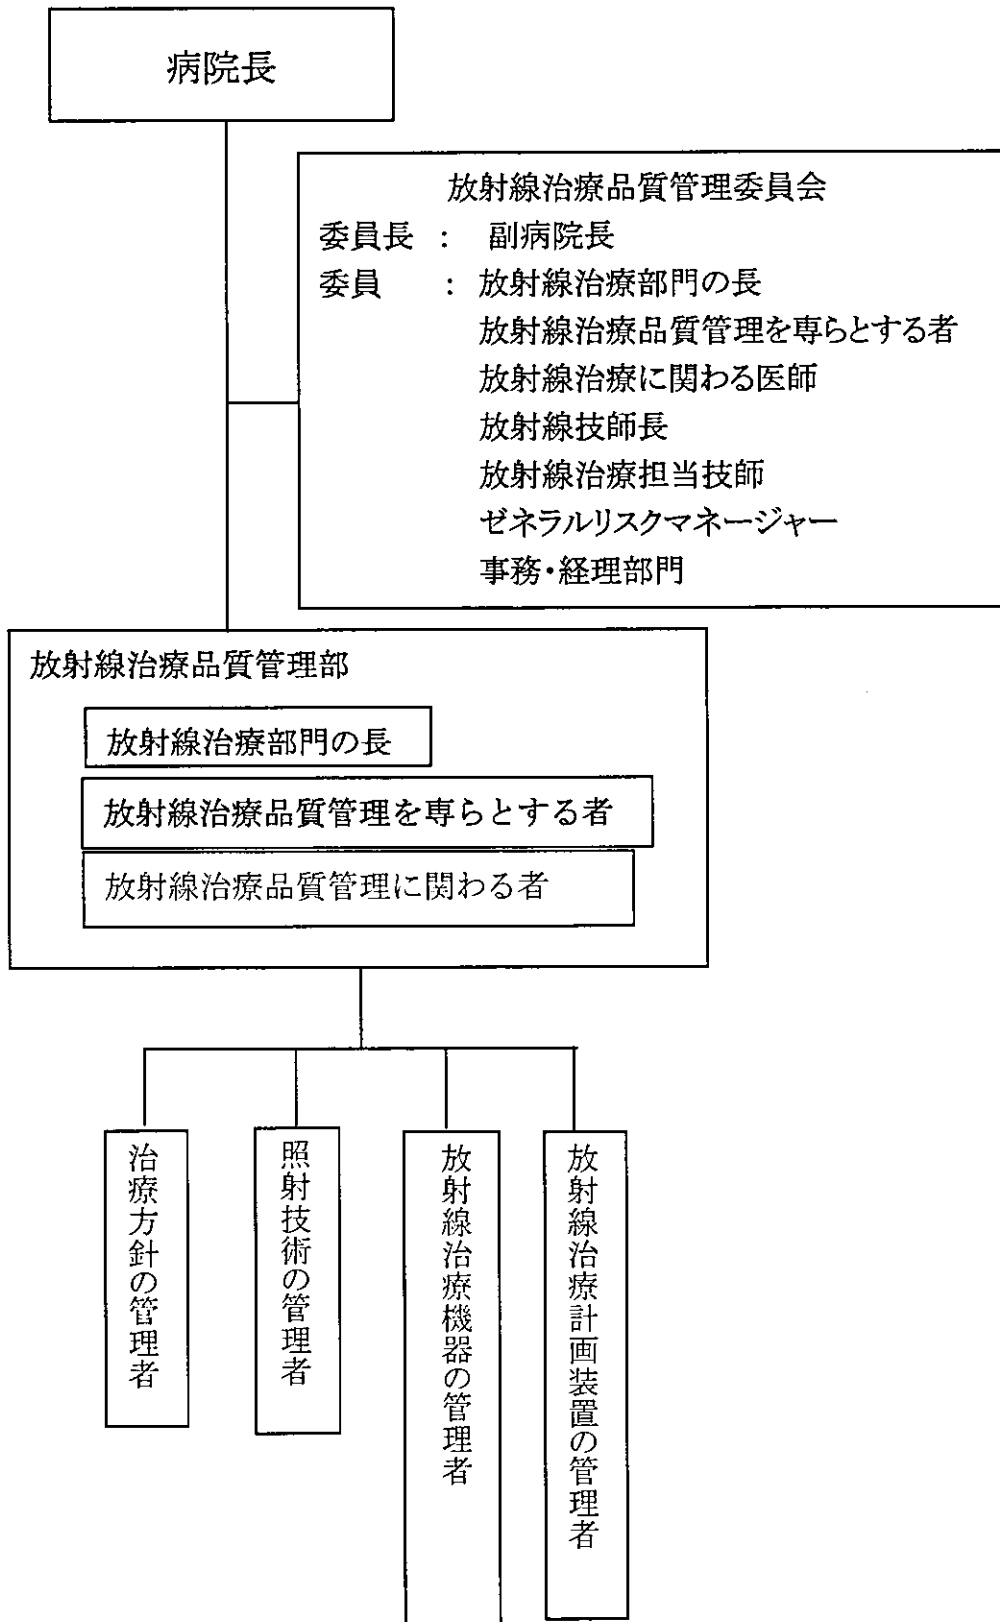 病院長
放射線治療品質管理委員会
委員長 : 副病院長
委員 : 放射線治療部門の長
放射線治療品質管理を専らとする者
放射線治療に関わる医師
放射線技師長
放射線治療担当技師
ゼネラルリスクマネージャー
事務・経理部門
放射線治療品質管理部
放射線治療部門の長
放射線治療品質管理を専らとする者
放射線治療品質管理に関わる者
治療方針の管理者
照射技術の管理者
放射線治療機器の管理者
放射線治療計画装置の管理者